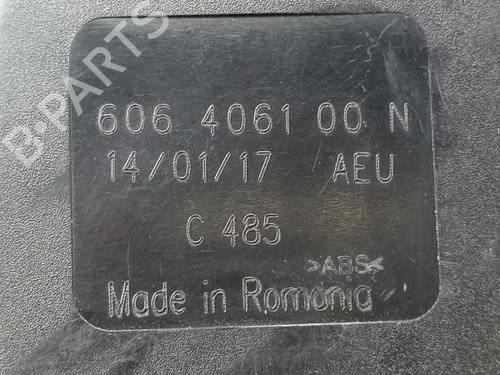 B-PARTS
606 4061 00 N
14/01/17 AEU
C 485
>ABS<
Made in Romania